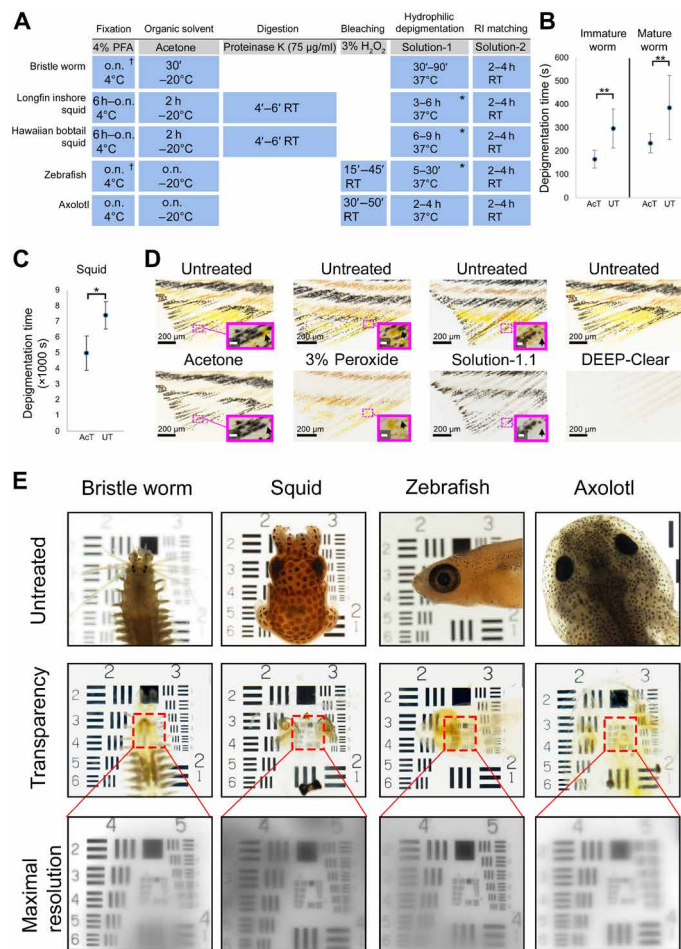 A
Fixation
Organic solvent
Digestion
Bleaching
Hydrophilic depigmentation
RI matching
4% PFA
Acetone
Proteinase K (75 µg/ml)
3% H₂O₂
Solution-1
Solution-2
Bristle worm
o.n. †
4°C
30′
−20°C
30′–90′
37°C
2–4 h
RT
Longfin inshore squid
6 h–o.n.
4°C
2 h
−20°C
4′–6′ RT
3–6 h *
37°C
2–4 h
RT
Hawaiian bobtail squid
6 h–o.n.
4°C
2 h
−20°C
4′–6′ RT
6–9 h *
37°C
2–4 h
RT
Zebrafish
o.n. †
4°C
o.n.
−20°C
15′–45′
RT
5–30′ *
37°C
2–4 h
RT
Axolotl
o.n.
4°C
o.n.
−20°C
30′–50′
RT
2–4 h
37°C
2–4 h
RT
B
Immature worm
Mature worm
Depigmentation time (s)
600
500
400
300
200
100
0
**
**
AcT UT AcT UT
C
Squid
Depigmentation time (×1000 s)
9
8
7
6
5
4
3
2
1
0
*
AcT UT
D
Untreated
Untreated
Untreated
Untreated
200 µm
200 µm
200 µm
200 µm
Acetone
3% Peroxide
Solution-1.1
DEEP-Clear
200 µm
200 µm
200 µm
200 µm
E
Bristle worm
Squid
Zebrafish
Axolotl
Untreated
Transparency
Maximal resolution